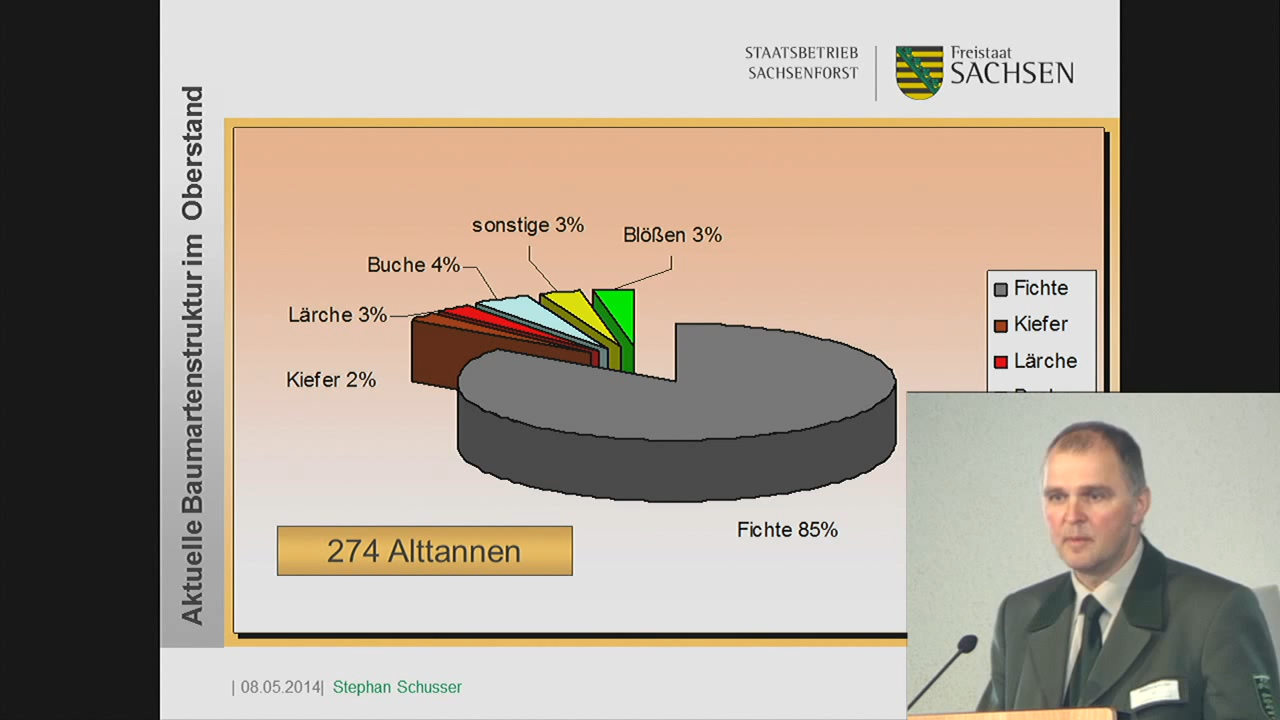 STAATSBETRIEB
SACHSENFORST
Freistaat
SACHSEN
Aktuelle Baumartenstruktur im Oberstand
sonstige 3%
Blößen 3%
Buche 4%
Lärche 3%
Kiefer 2%
Fichte 85%
Fichte
Kiefer
Lärche
274 Alttannen
| 08.05.2014| Stephan Schusser